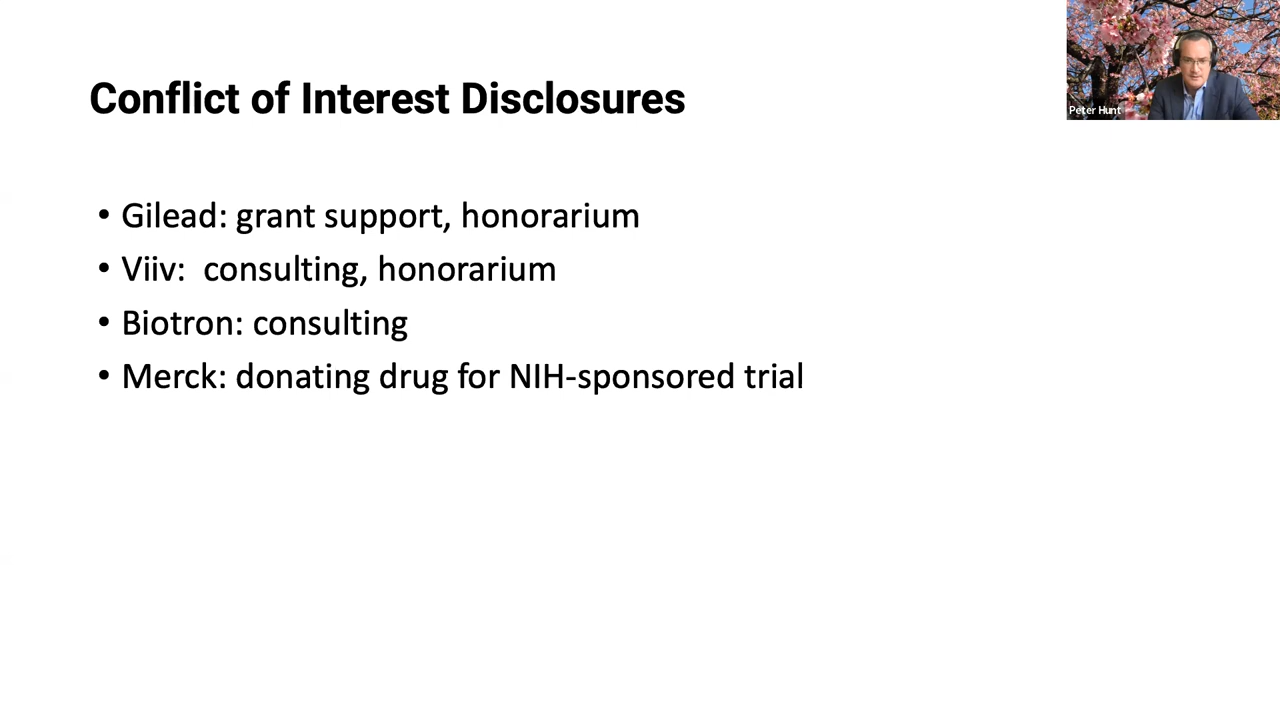 Conflict of Interest Disclosures
Peter Hunt
• Gilead: grant support, honorarium
• Viiv:  consulting, honorarium
• Biotron: consulting
• Merck: donating drug for NIH-sponsored trial